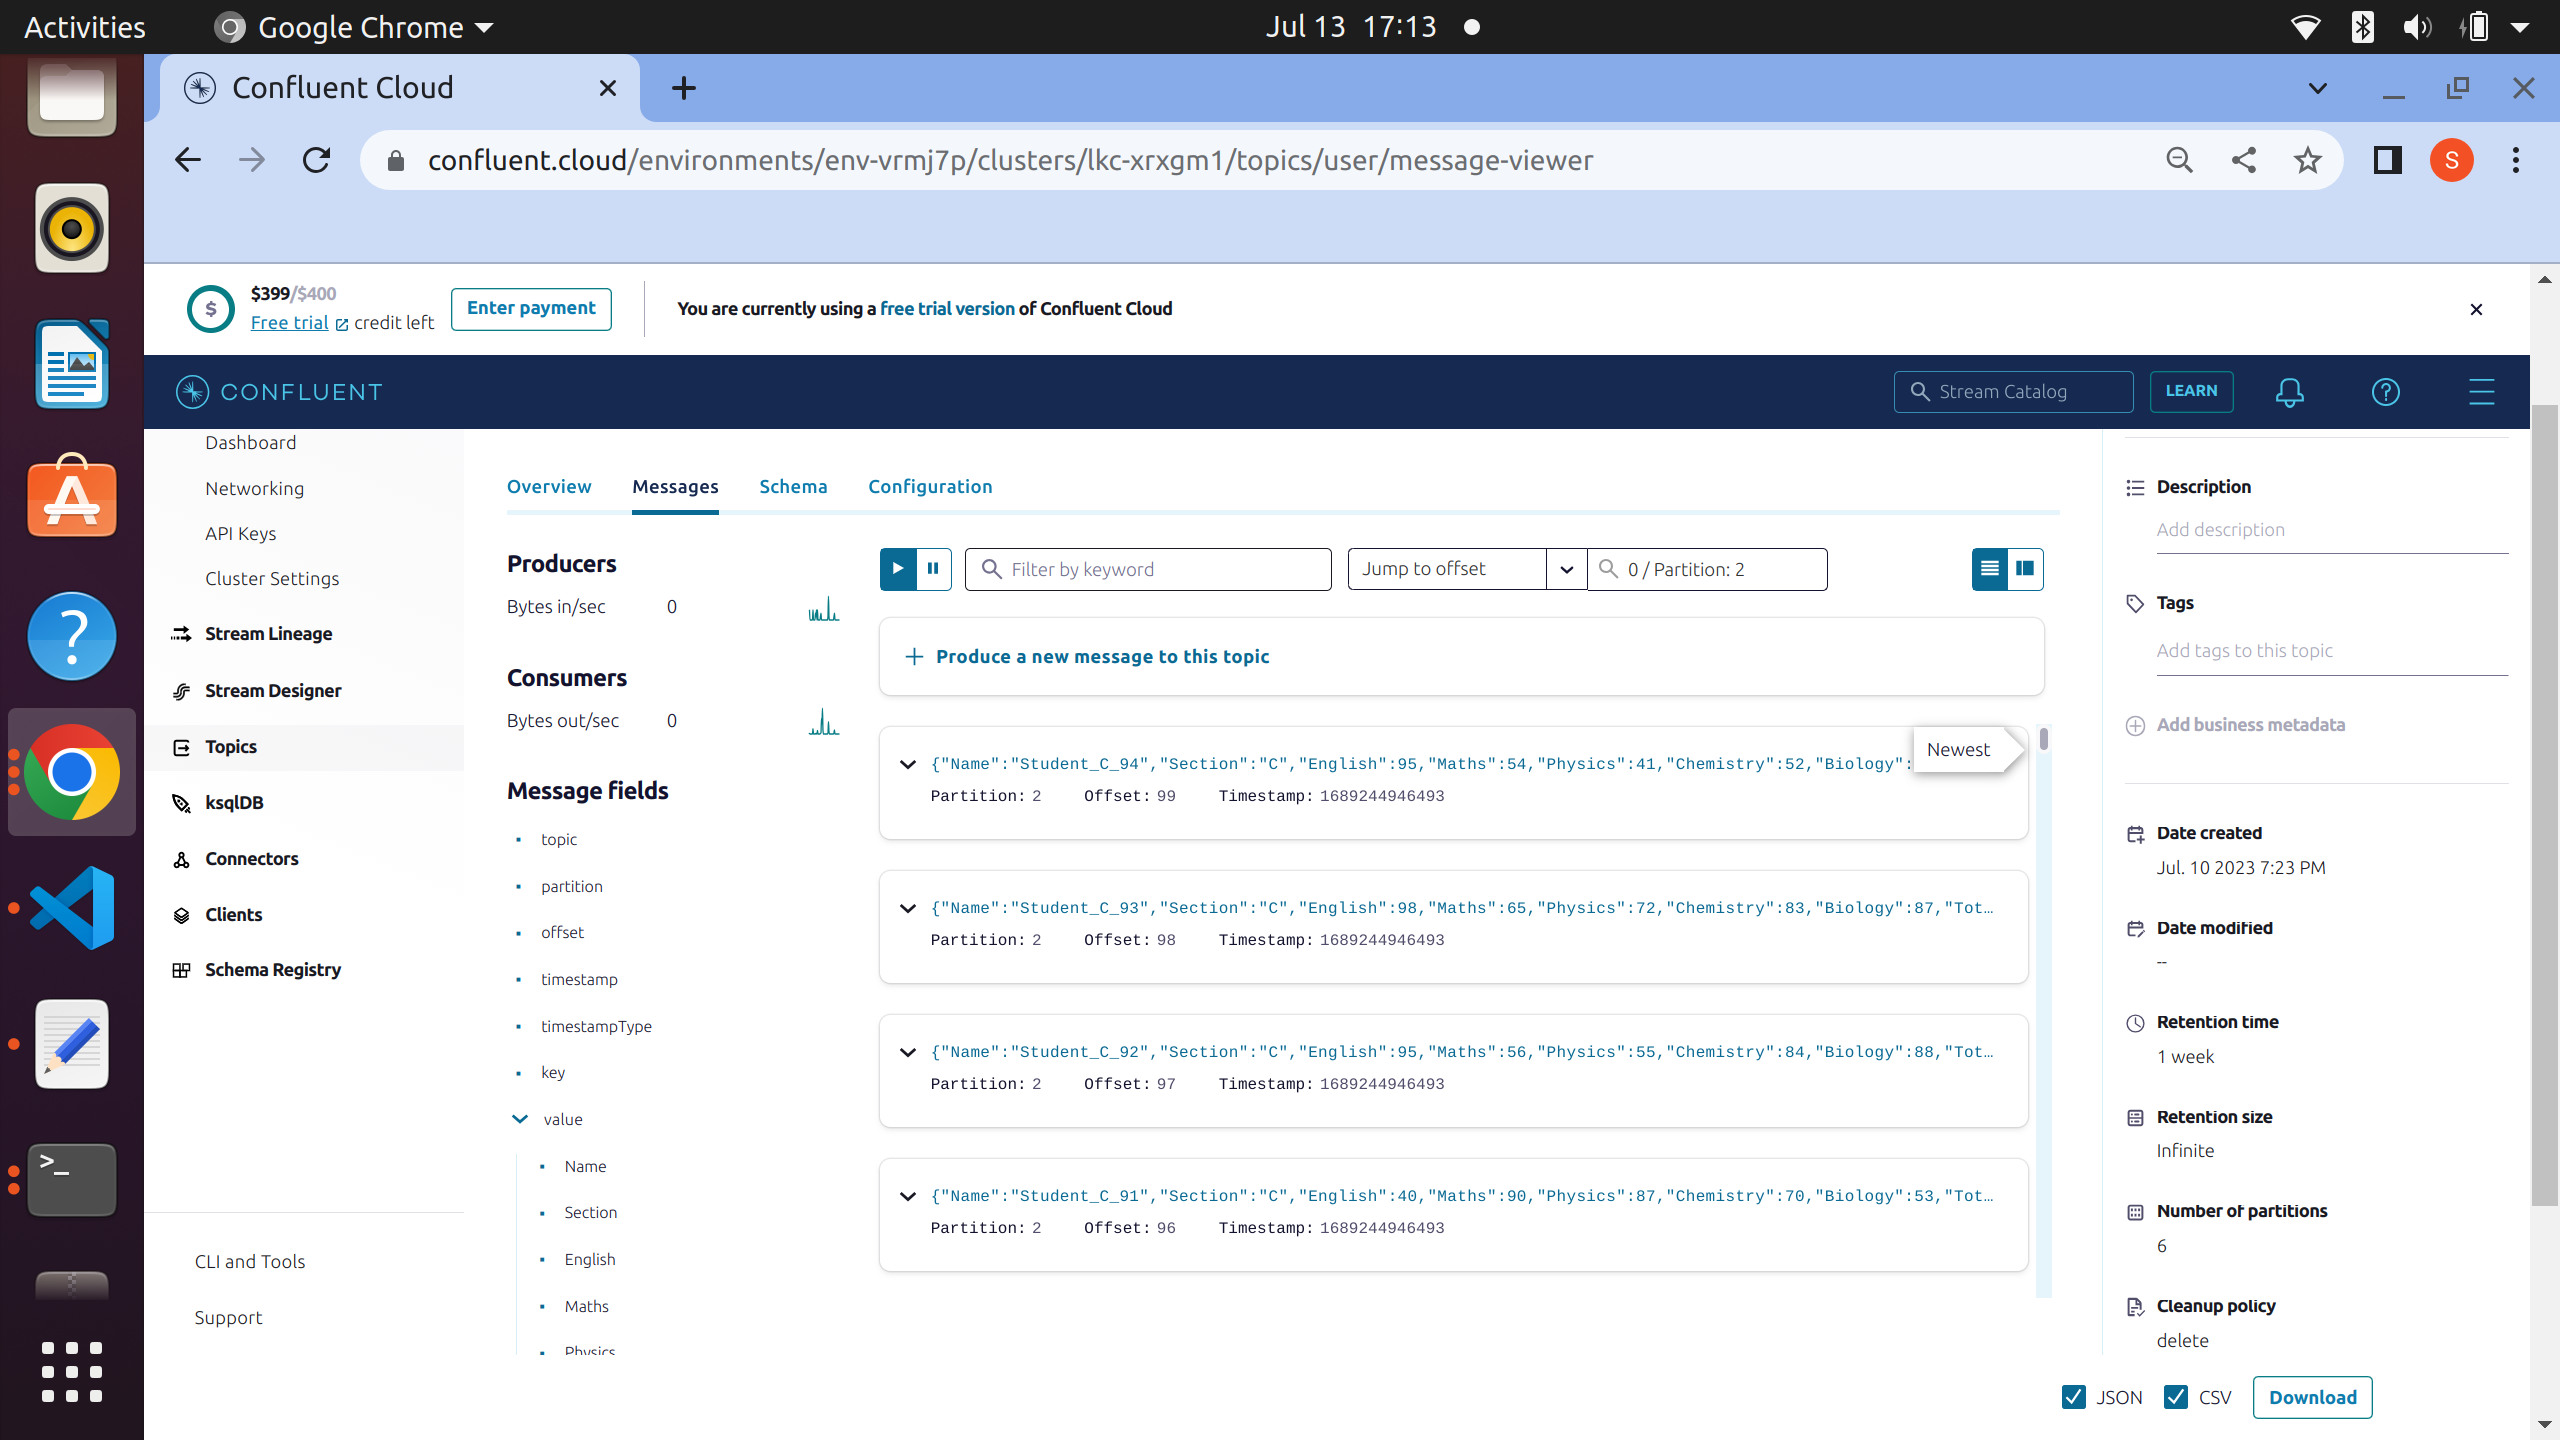 Activities
Google Chrome
Jul 13 17:13
Confluent Cloud
confluent.cloud/environments/env-vrmj7p/clusters/lkc-xrxgm1/topics/user/message-viewer
S
$
$399/$400
Free trial credit left
Enter payment
You are currently using a free trial version of Confluent Cloud
CONFLUENT
Stream Catalog
LEARN
Dashboard
Networking
API Keys
Cluster Settings
Stream Lineage
Stream Designer
Topics
ksqlDB
Connectors
Clients
Schema Registry
CLI and Tools
Support
Overview
Messages
Schema
Configuration
Producers
Bytes in/sec 0
Consumers
Bytes out/sec 0
Message fields
topic
partition
offset
timestamp
timestampType
key
value
Name
Section
English
Maths
Physics
Filter by keyword
Jump to offset
0 / Partition: 2
Produce a new message to this topic
Newest
{"Name":"Student_C_94","Section":"C","English":95,"Maths":54,"Physics":41,"Chemistry":52,"Biology":
Partition: 2 Offset: 99 Timestamp: 1689244946493
{"Name":"Student_C_93","Section":"C","English":98,"Maths":65,"Physics":72,"Chemistry":83,"Biology":87,"Tot…
Partition: 2 Offset: 98 Timestamp: 1689244946493
{"Name":"Student_C_92","Section":"C","English":95,"Maths":56,"Physics":55,"Chemistry":84,"Biology":88,"Tot…
Partition: 2 Offset: 97 Timestamp: 1689244946493
{"Name":"Student_C_91","Section":"C","English":40,"Maths":90,"Physics":87,"Chemistry":70,"Biology":53,"Tot…
Partition: 2 Offset: 96 Timestamp: 1689244946493
Description
Add description
Tags
Add tags to this topic
Add business metadata
Date created
Jul. 10 2023 7:23 PM
Date modified
--
Retention time
1 week
Retention size
Infinite
Number of partitions
6
Cleanup policy
delete
JSON
CSV
Download